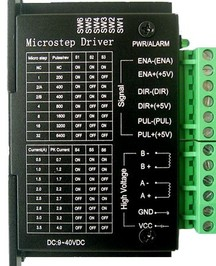 SW6
SW5
SW4
SW3
SW2
SW1
Microstep Driver
PWR/ALARM
Micro step Pulse/rev S1 S2 S3
NC NC ON ON ON
1 200 ON ON OFF
2/A 400 ON OFF ON
2/B 400 OFF ON ON
4 800 ON OFF OFF
8 1600 OFF ON OFF
16 3200 OFF OFF ON
32 6400 OFF OFF OFF
Current(A) PK Current S4 S5 S6
0.5 0.7 ON ON ON
1.0 1.2 ON OFF ON
1.5 1.7 ON ON OFF
2.0 2.2 ON OFF OFF
2.5 2.7 OFF ON ON
2.8 2.9 OFF OFF ON
3.0 3.2 OFF ON OFF
3.5 4.0 OFF OFF OFF
DC:9-40VDC
Signal
ENA-(ENA)
ENA+(+5V)
DIR-(DIR)
DIR+(+5V)
PUL-(PUL)
PUL+(+5V)
High Voltage
B-
B+
A-
A+
GND
VCC